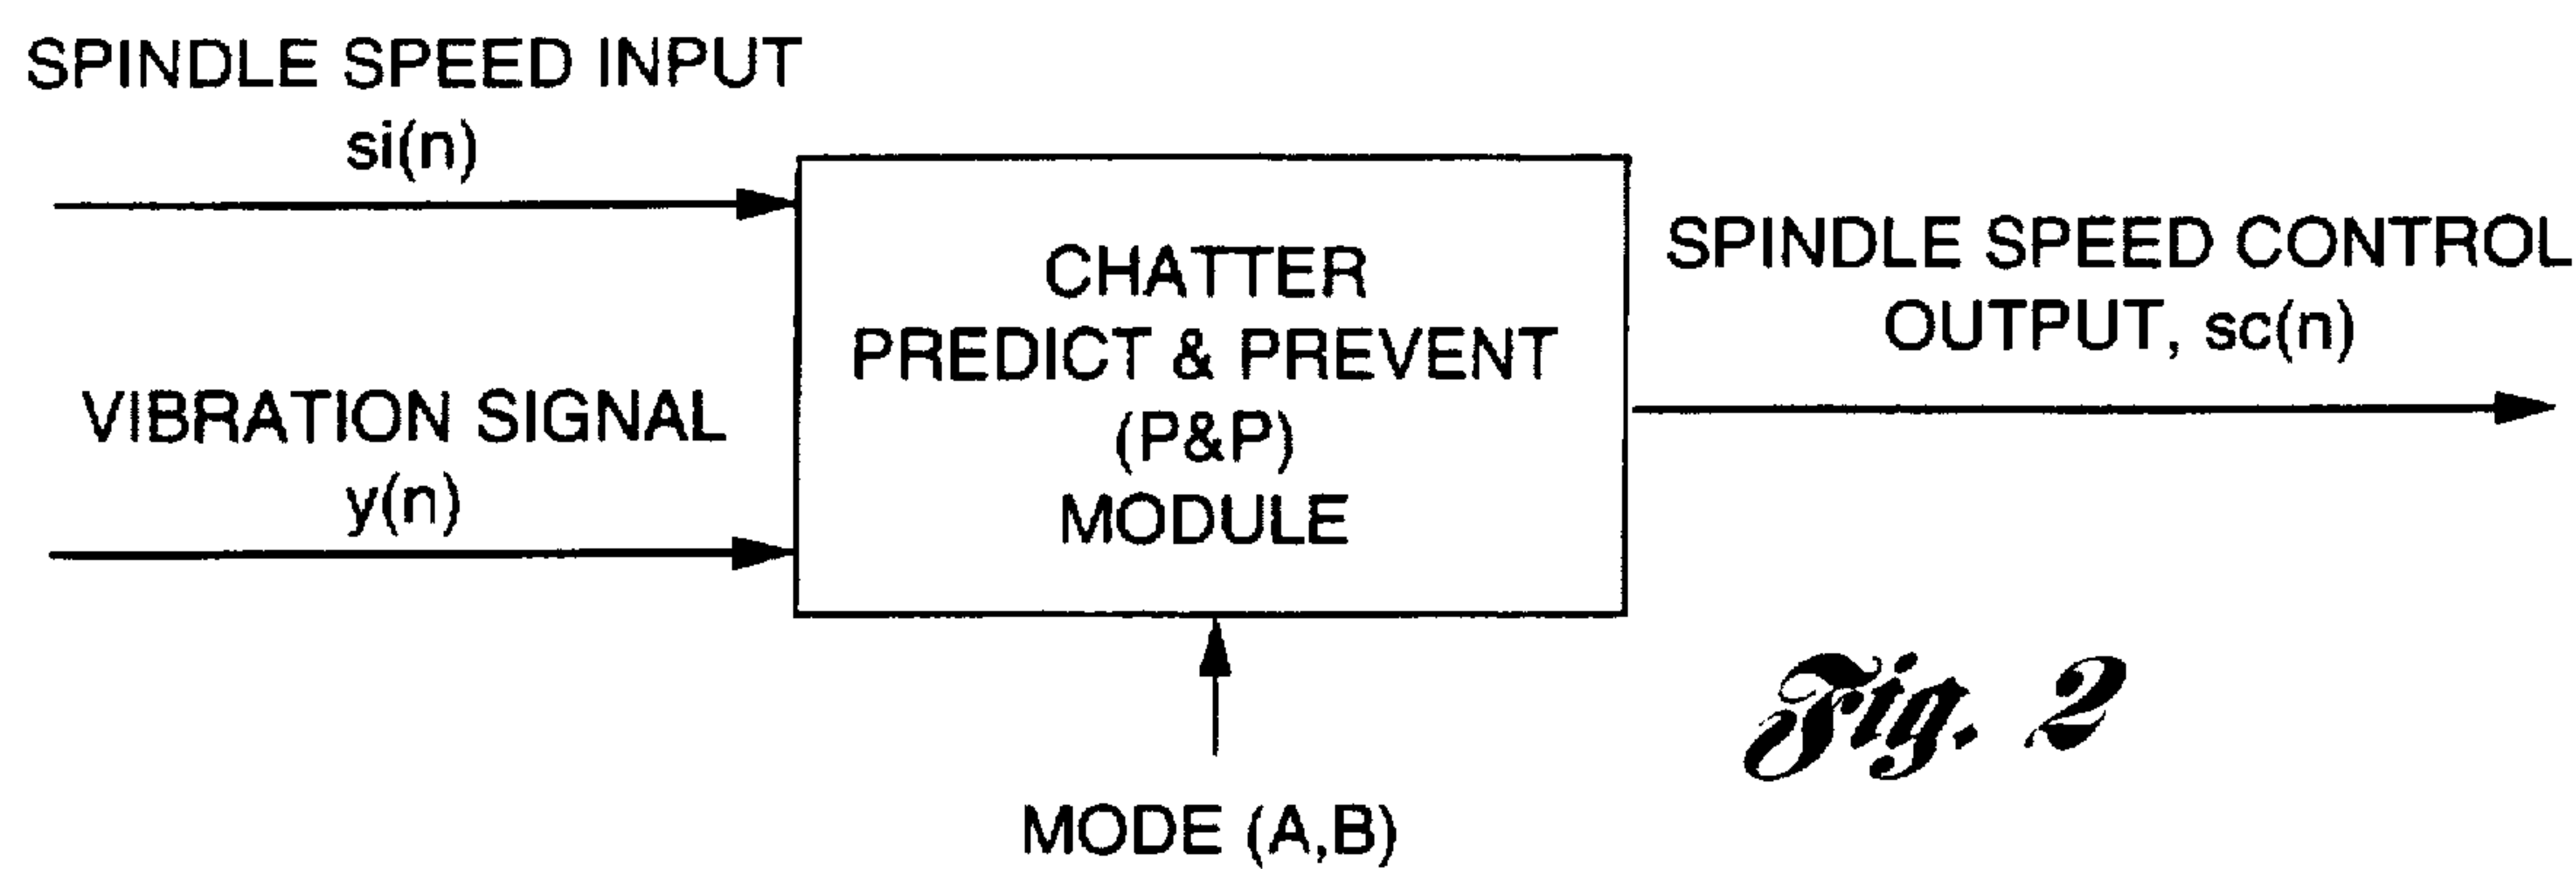 SPINDLE SPEED INPUT
si(n)
VIBRATION SIGNAL
y(n)
CHATTER
PREDICT & PREVENT
(P&P)
MODULE
SPINDLE SPEED CONTROL
OUTPUT, sc(n)
MODE (A,B)
Fig. 2